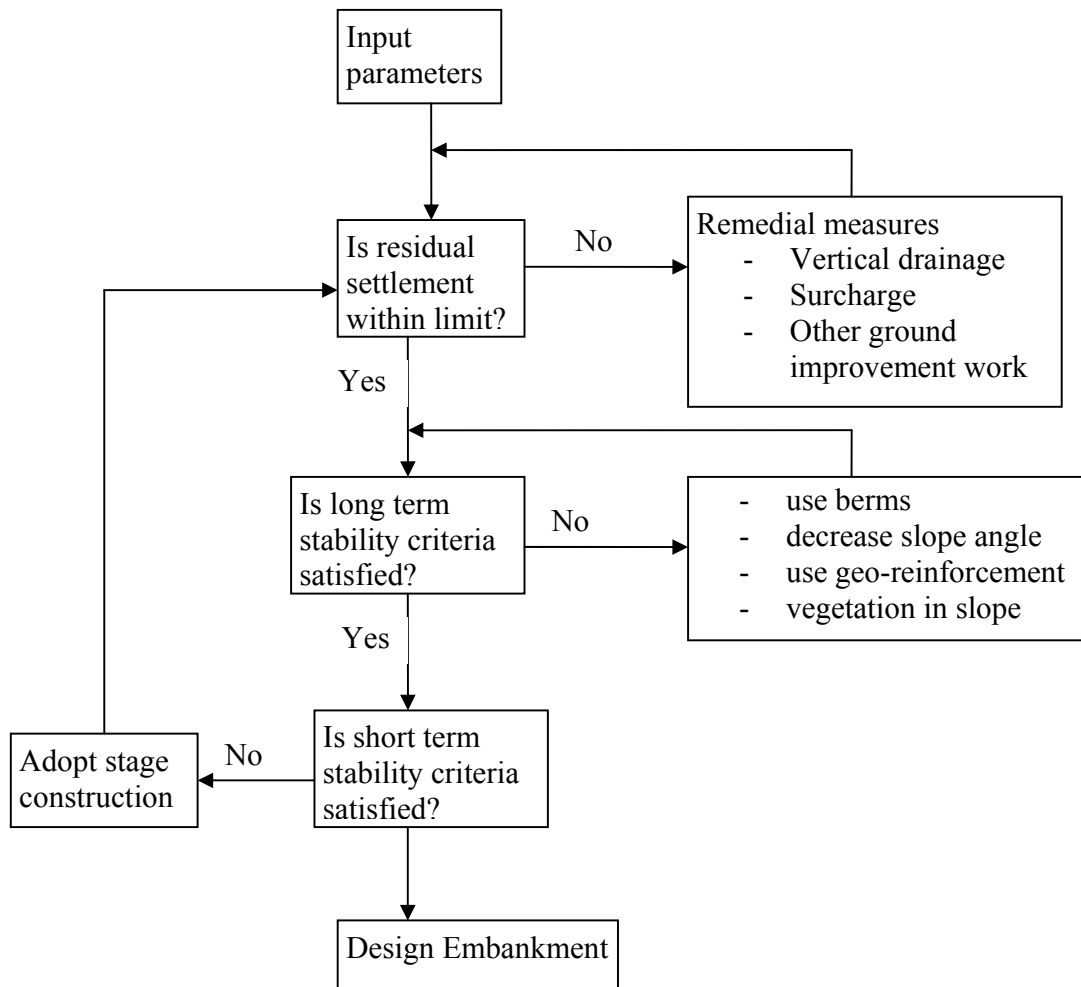 Input
parameters
Is residual
settlement
within limit?
No
Remedial measures
- Vertical drainage
- Surcharge
- Other ground
improvement work
Yes
Is long term
stability criteria
satisfied?
No
- use berms
- decrease slope angle
- use geo-reinforcement
- vegetation in slope
Yes
Is short term
stability criteria
satisfied?
No
Adopt stage
construction
Design Embankment